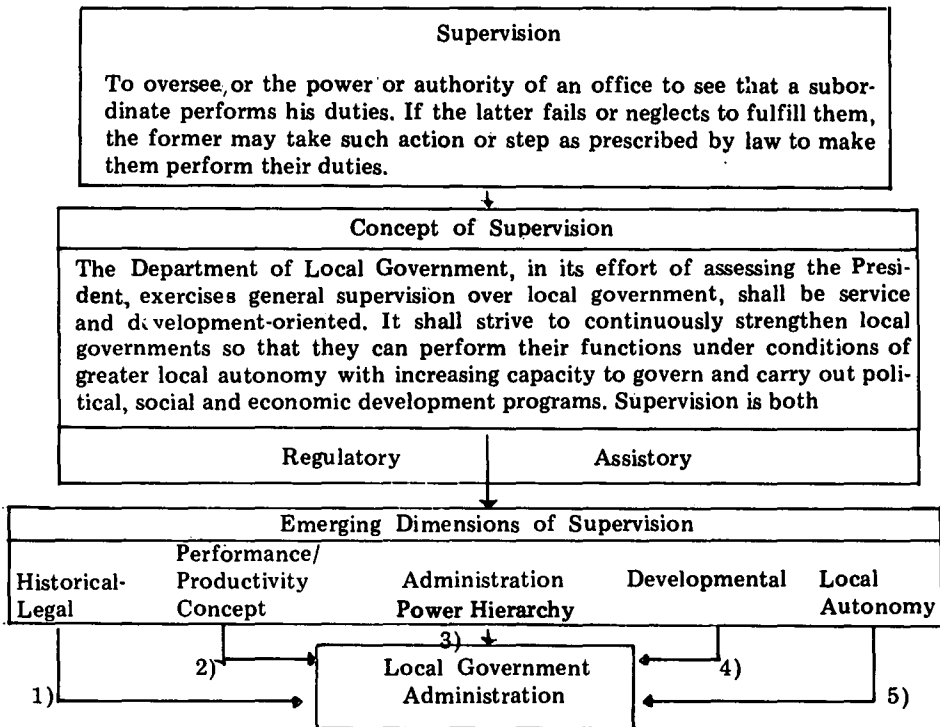 Supervision
To oversee, or the power or authority of an office to see that a subor-
dinate performs his duties. If the latter fails or neglects to fulfill them,
the former may take such action or step as prescribed by law to make
them perform their duties.
Concept of Supervision
The Department of Local Government, in its effort of assessing the Presi-
dent, exercises general supervision over local government, shall be service
and development-oriented. It shall strive to continuously strengthen local
governments so that they can perform their functions under conditions of
greater local autonomy with increasing capacity to govern and carry out poli-
tical, social and economic development programs. Supervision is both
Regulatory Assistory
Emerging Dimensions of Supervision
Historical-
Legal
Performance/
Productivity
Concept
Administration
Power Hierarchy
Developmental
Local
Autonomy
1)
2)
3)
4)
5)
Local Government
Administration